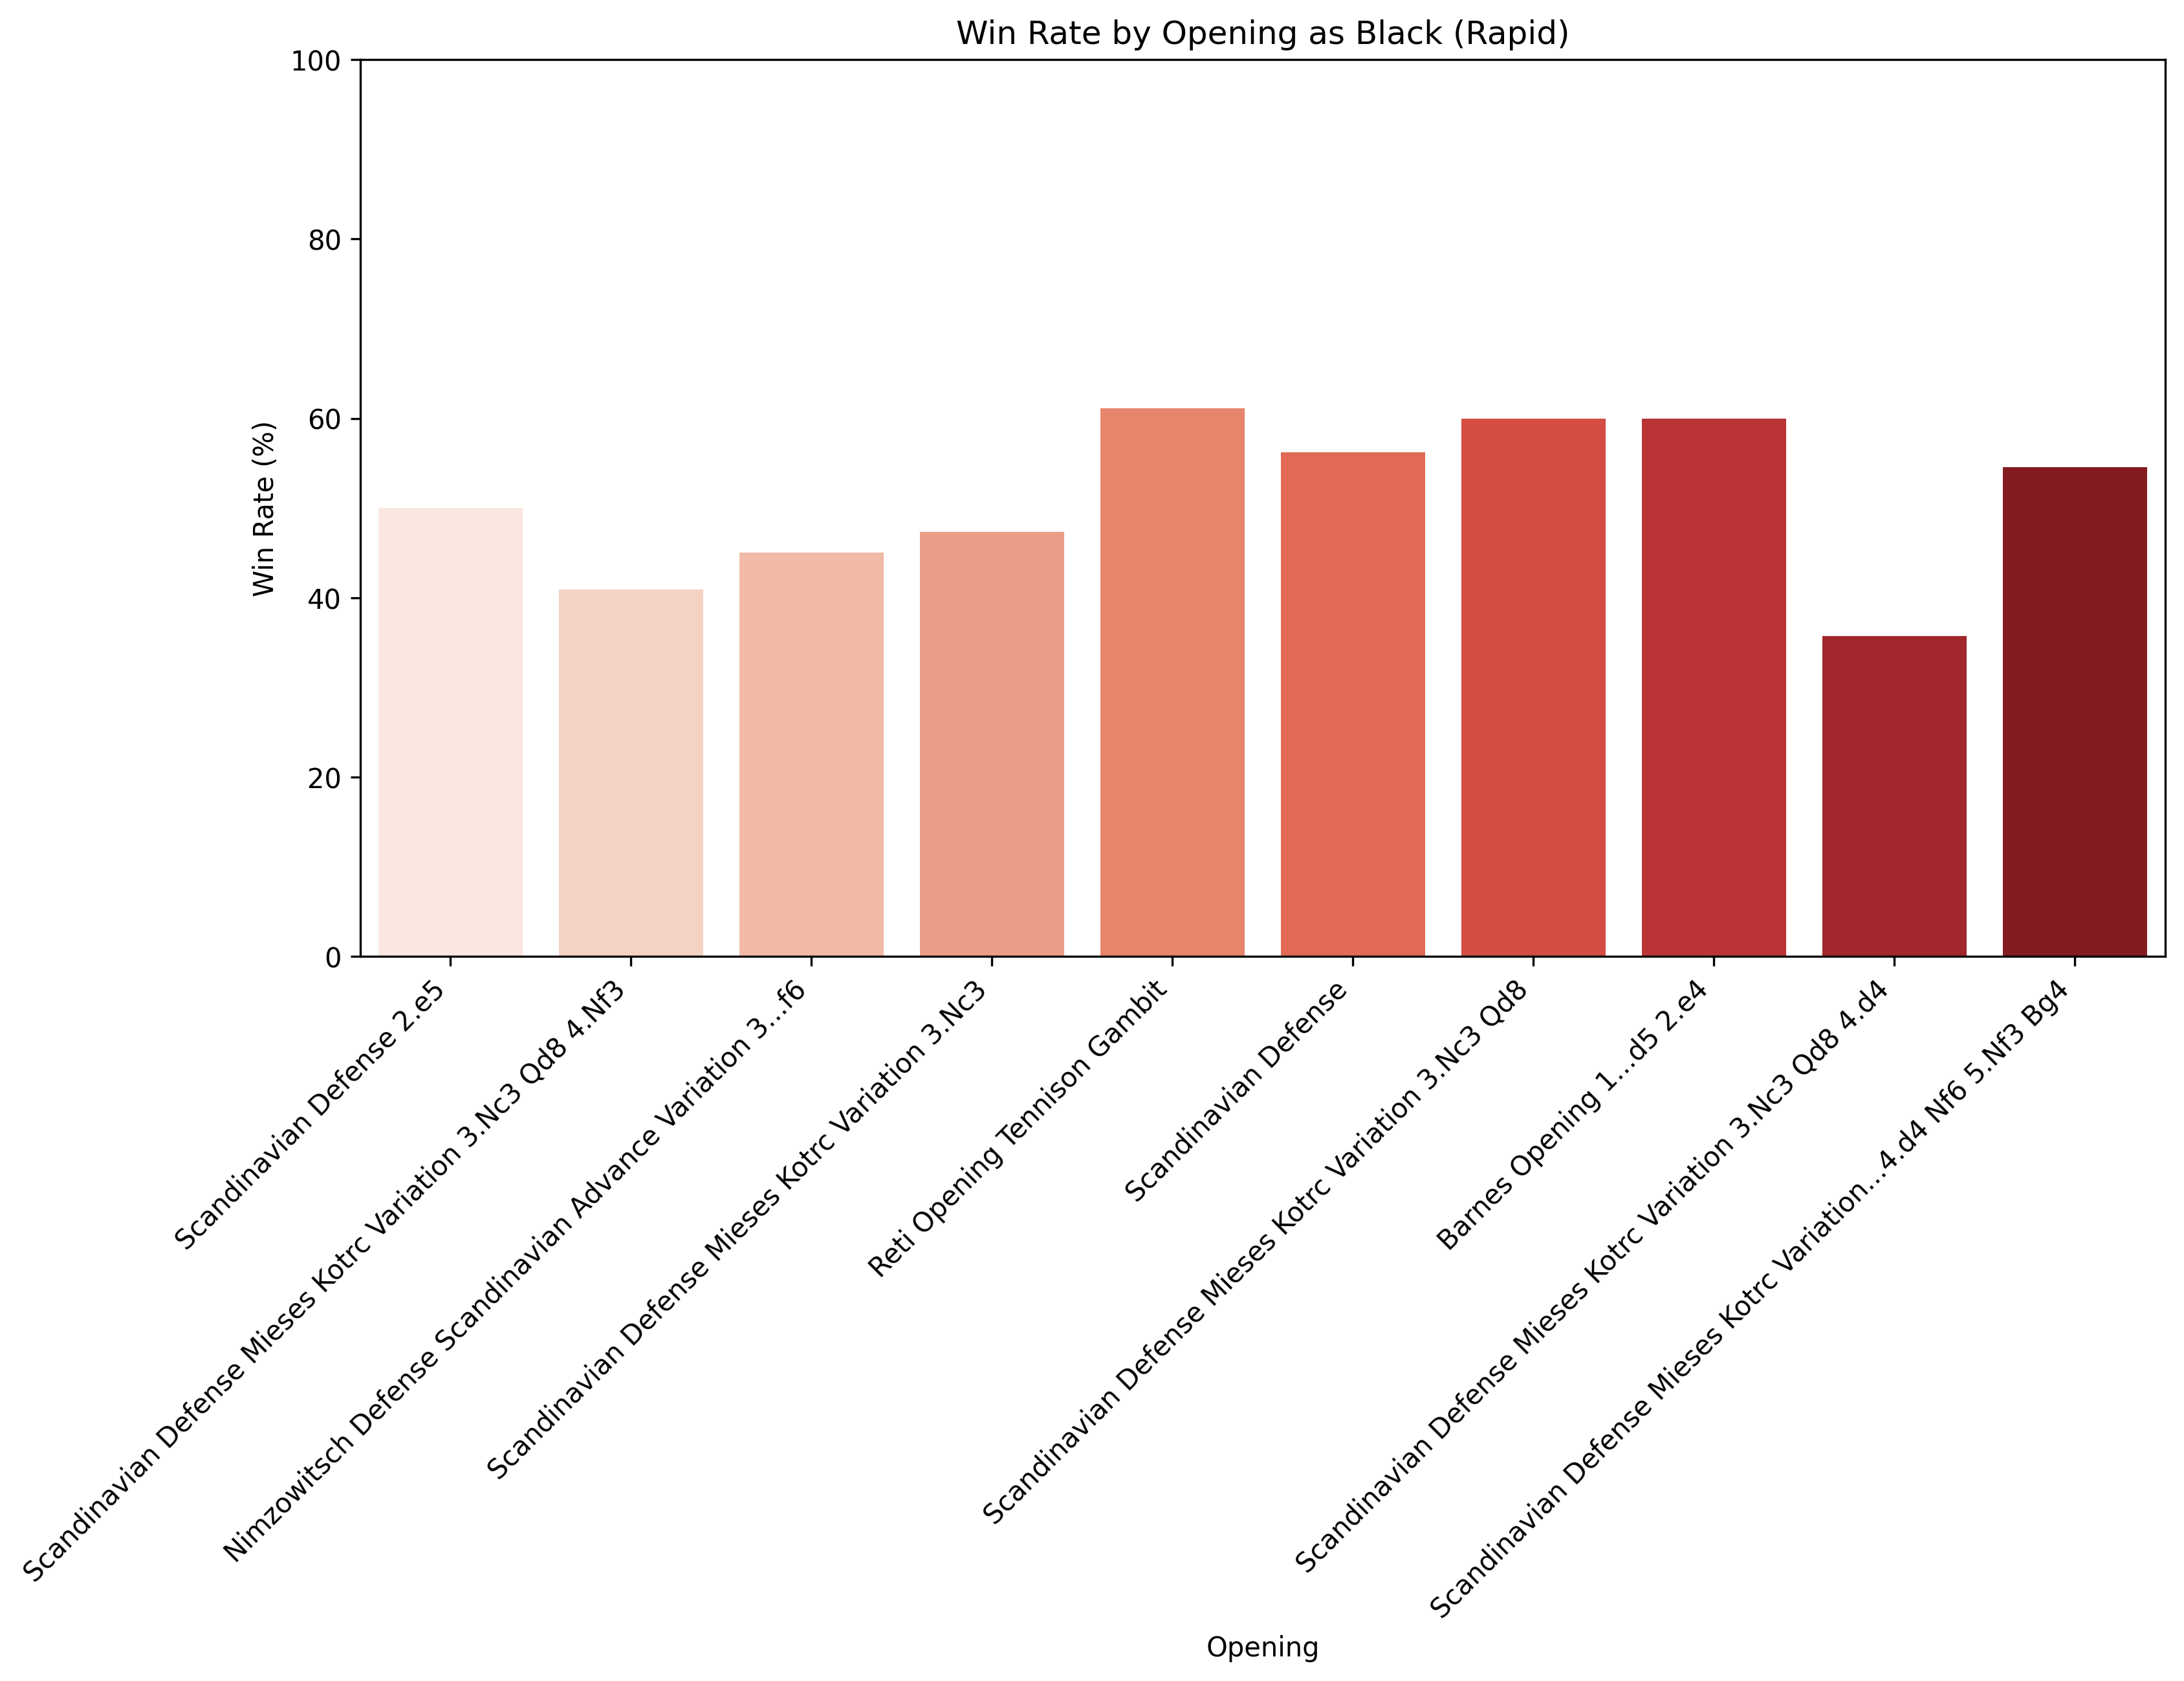 Win Rate by Opening as Black (Rapid)
100
80
60
40
20
0
Win Rate (%)
Scandinavian Defense 2.e5
Scandinavian Defense Mieses Kotrc Variation 3.Nc3 Qd8 4.Nf3
Nimzowitsch Defense Scandinavian Advance Variation 3...f6
Scandinavian Defense Mieses Kotrc Variation 3.Nc3
Reti Opening Tennison Gambit
Scandinavian Defense
Scandinavian Defense Mieses Kotrc Variation 3.Nc3 Qd8
Barnes Opening 1...d5 2.e4
Scandinavian Defense Mieses Kotrc Variation 3.Nc3 Qd8 4.d4
Scandinavian Defense Mieses Kotrc Variation...4.d4 Nf6 5.Nf3 Bg4
Opening